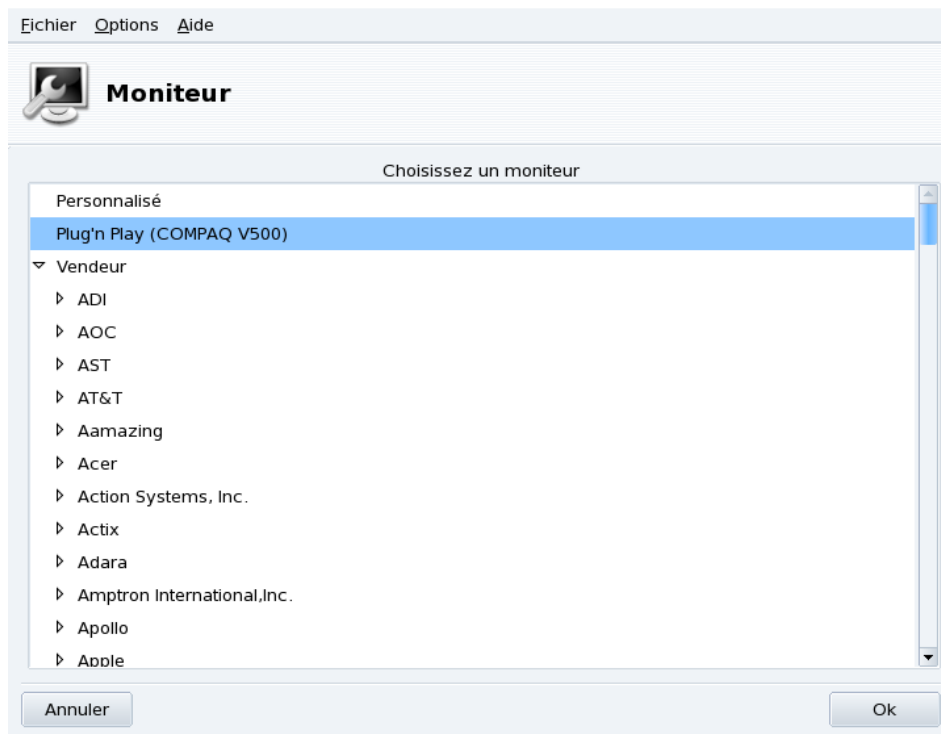 Fichier Options Aide
Moniteur
Choisissez un moniteur
Personnalisé
Plug'n Play (COMPAQ V500)
Vendeur
ADI
AOC
AST
AT&T
Aamazing
Acer
Action Systems, Inc.
Actix
Adara
Amptron International,Inc.
Apollo
Apple
Annuler Ok